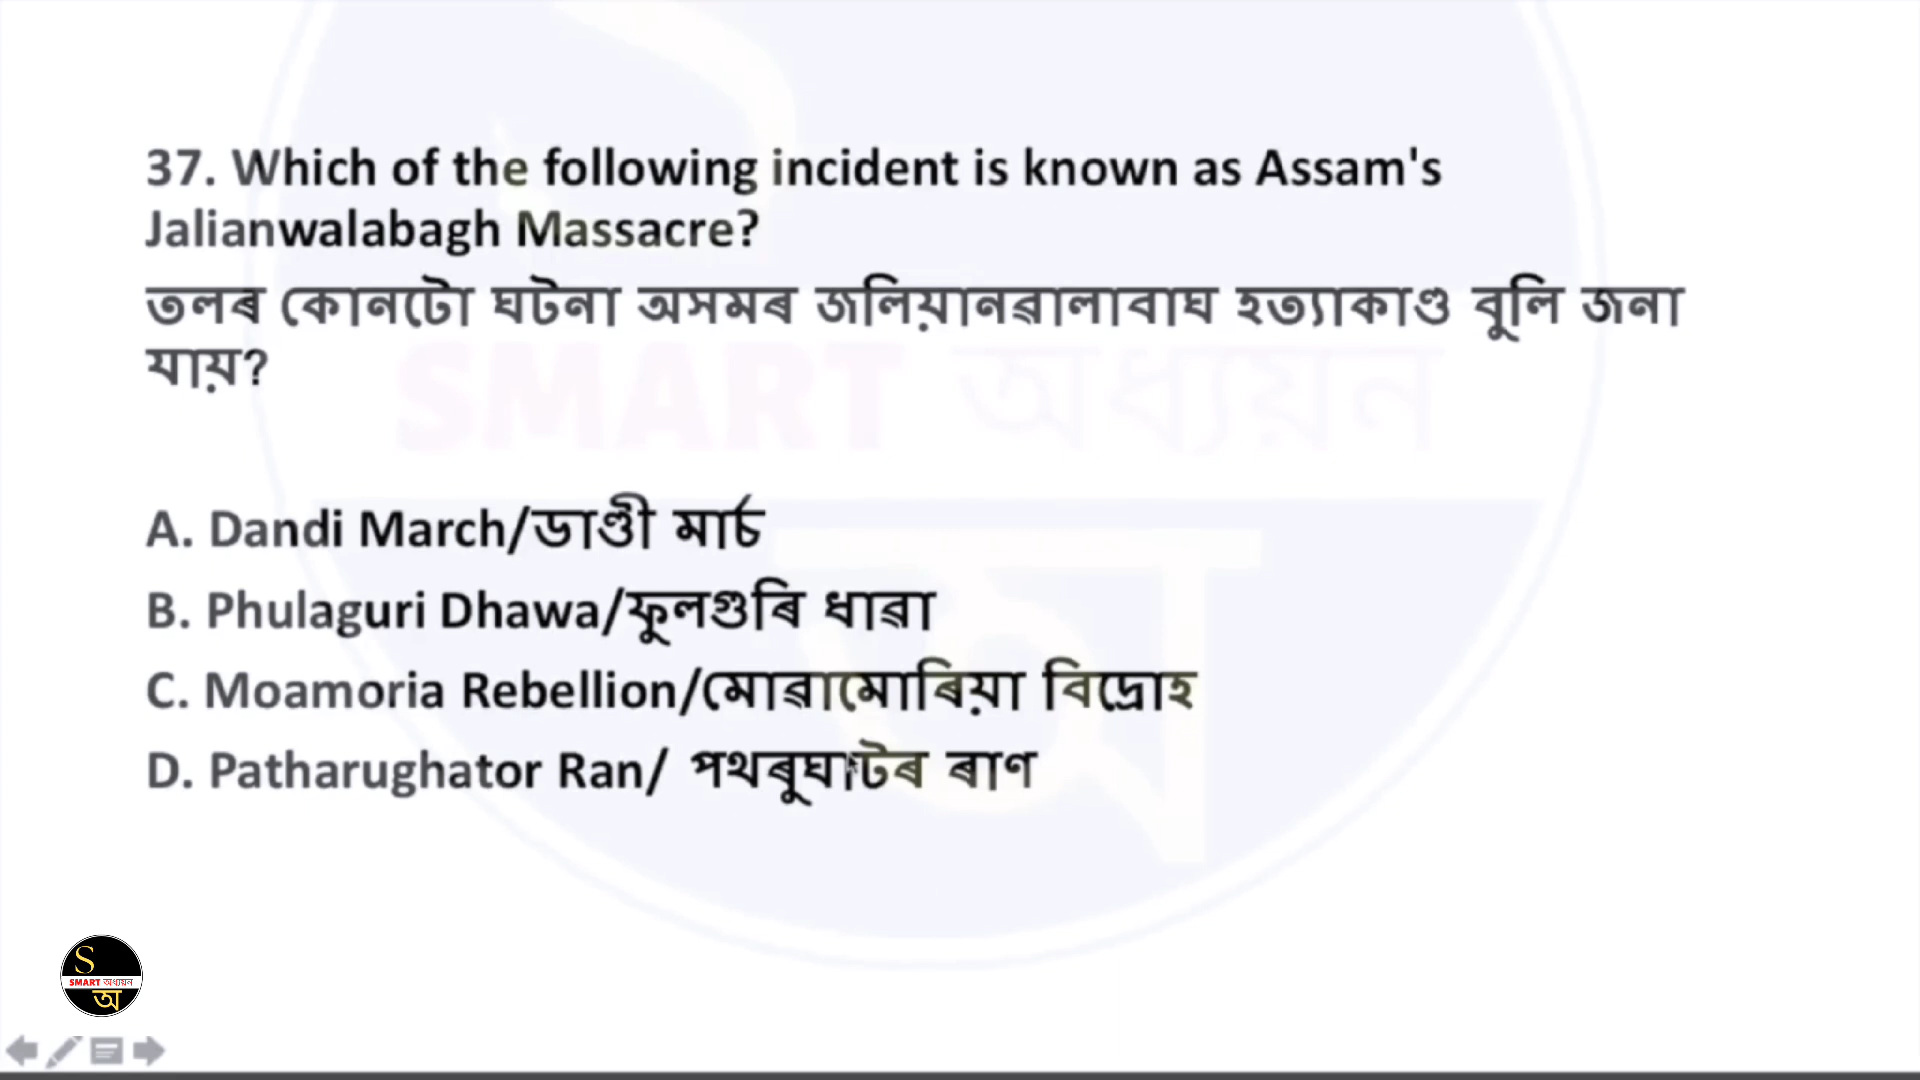 37. Which of the following incident is known as Assam's
Jalianwalabagh Massacre?
তলৰ কোনটো ঘটনা অসমৰ জলিয়ানৱালাবাঘ হত্যাকাণ্ড বুলি জনা
যায়?
SMART অধ্যয়ন
A. Dandi March/ডাণ্ডী মাৰ্চ
B. Phulaguri Dhawa/ফুলগুৰি ধাৱা
C. Moamoria Rebellion/মোৱামোৰিয়া বিদ্ৰোহ
অ
D. Patharughator Ran/ পথৰুঘাটৰ ৰাণ
S
SMART অধ্যয়ন
অ